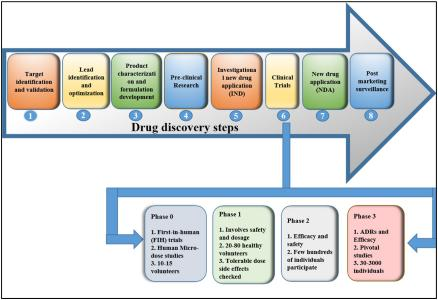 Target
identification
and validation
Lead
identification
and
optimization
Product
characterizati
on and
formulation
development
Pre-clinical
Research
Investigation
al new drug
application
(IND)
Clinical
Trials
New drug
application
(NDA)
Post
marketing
surveillance
1
2
3
4
5
6
7
8
Drug discovery steps
Phase 0
1. First-in-human
(FIH) trials
2. Human Micro-
dose studies
3. 10-15
volunteers
Phase 1
1. Involves safety
and dosage
2. 20-80 healthy
volunteers
3. Tolerable dose
side effects
checked
Phase 2
1. Efficacy and
safety
2. Few hundreds
of individuals
participate
Phase 3
1. ADRs and
Efficacy
2. Pivotal
studies
3. 30-3000
individuals